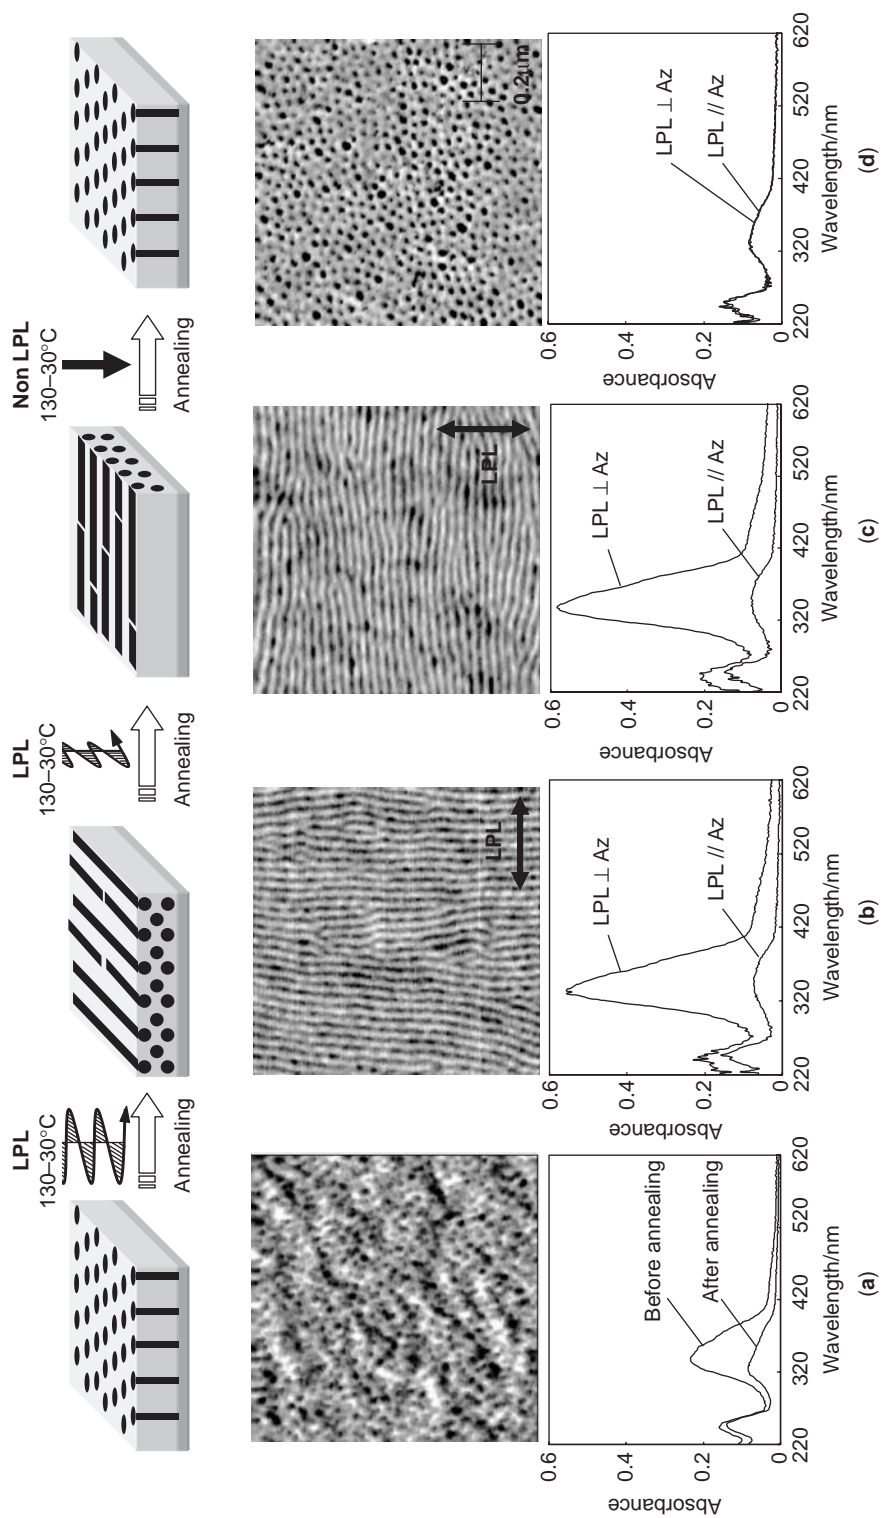 LPL
130–30°C
Annealing
LPL
130–30°C
Annealing
Non LPL
130–30°C
Annealing
LPL
LPL
0.2μm
Absorbance
0.6
0.4
0.2
0
Before annealing
After annealing
220 320 420 520 620
Wavelength/nm
(a)
Absorbance
0.6
0.4
0.2
0
LPL ⊥ Az
LPL // Az
220 320 420 520 620
Wavelength/nm
(b)
Absorbance
0.6
0.4
0.2
0
LPL ⊥ Az
LPL // Az
220 320 420 520 620
Wavelength/nm
(c)
Absorbance
0.6
0.4
0.2
0
LPL ⊥ Az
LPL // Az
220 320 420 520 620
Wavelength/nm
(d)